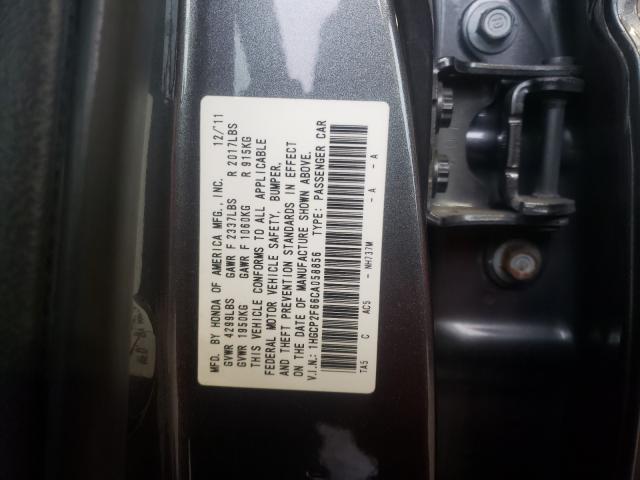 MFD. BY HONDA OF AMERICA MFG., INC. 12/11
GVWR 4299LBS GAWR F 2337LBS R 2017LBS
GVWR 1950KG GAWR F 1060KG R 915KG
THIS VEHICLE CONFORMS TO ALL APPLICABLE
FEDERAL MOTOR VEHICLE SAFETY, BUMPER,
AND THEFT PREVENTION STANDARDS IN EFFECT
ON THE DATE OF MANUFACTURE SHOWN ABOVE.
V.I.N.: 1HGCP2F66CA058856 TYPE: PASSENGER CAR
TA5 C AC5 - NH737M - A - A